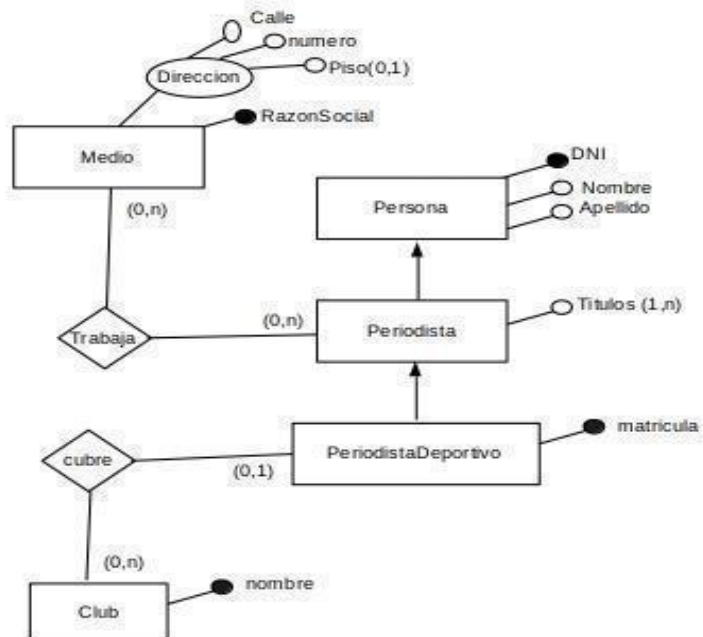 Calle
numero
Direccion
Piso(0,1)
RazonSocial
Medio
DNI
(0,n)
Persona
Nombre
Apellido
(0,n)
Trabaja
Periodista
Titulos (1,n)
matricula
cubre
PeriodistaDeportivo
(0,1)
(0,n)
nombre
Club